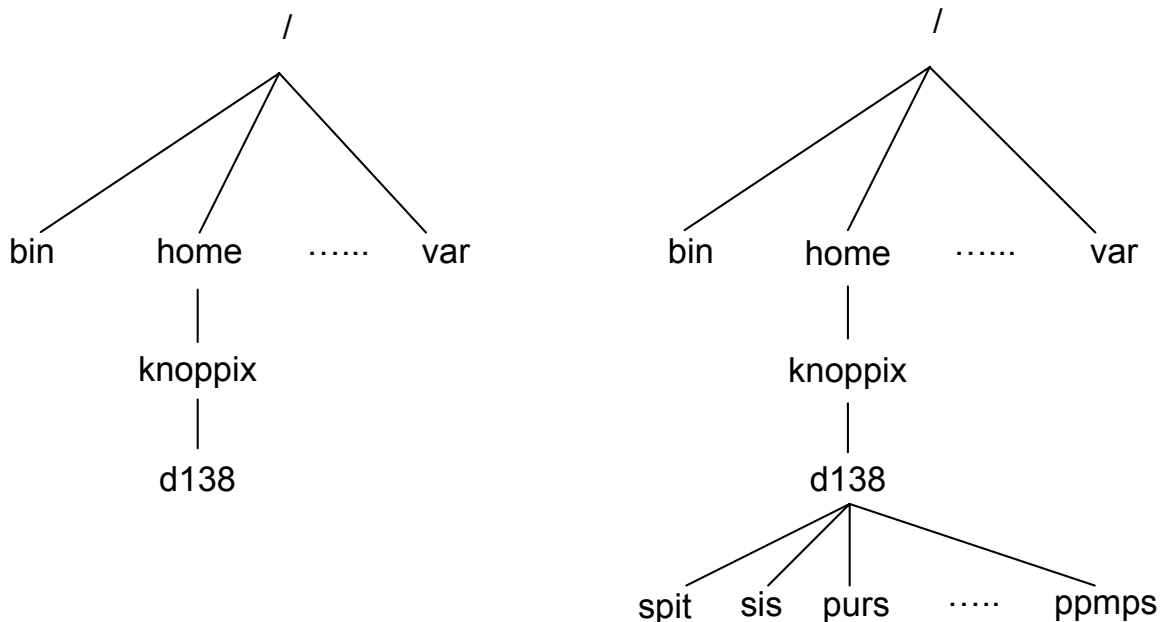 /
bin home ...... var
knoppix
d138
/
bin home ...... var
knoppix
d138
spit sis purs ..... ppmps